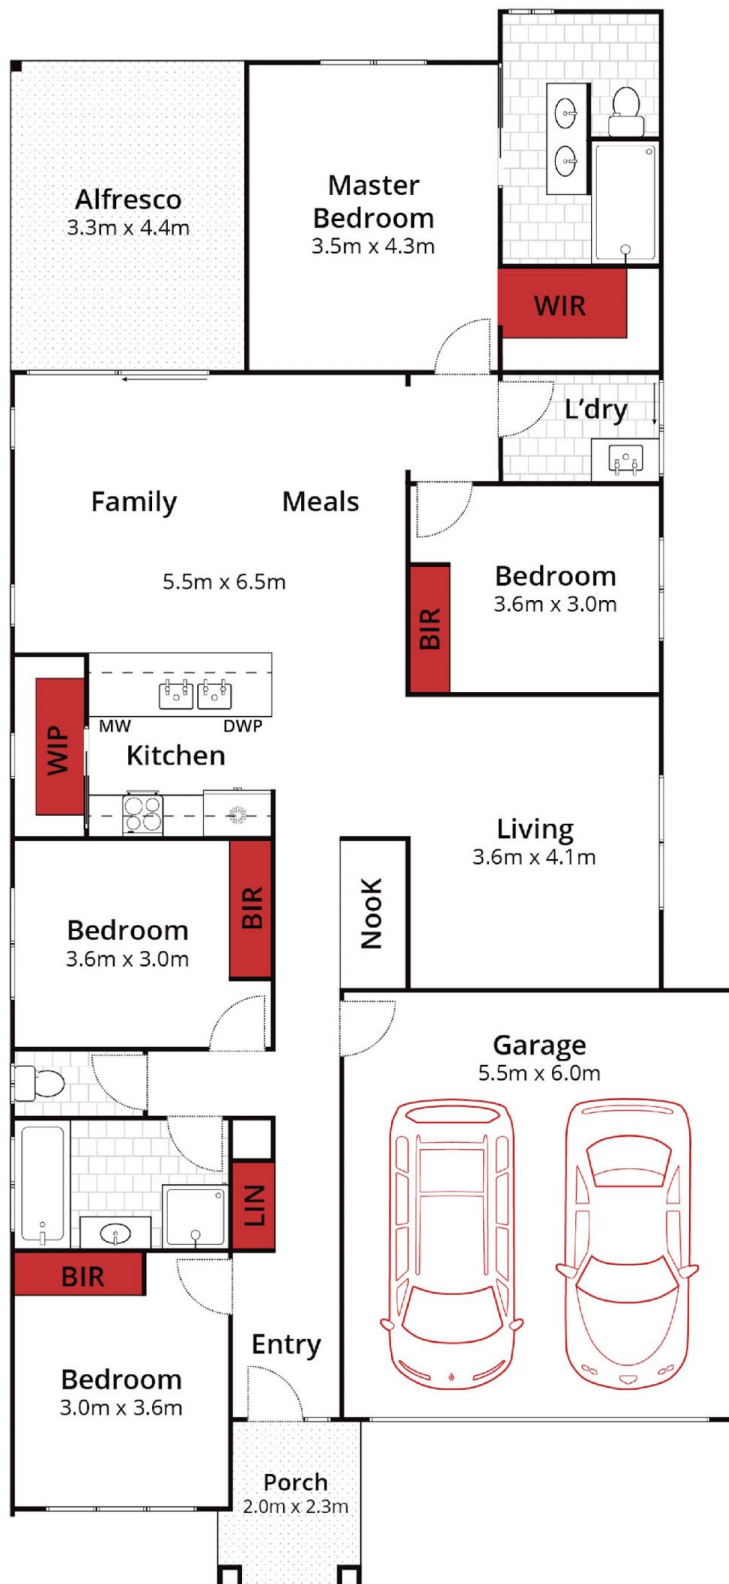 Alfresco
3.3m x 4.4m
Master
Bedroom
3.5m x 4.3m
WIR
L'dry
Family
Meals
5.5m x 6.5m
Bedroom
3.6m x 3.0m
BIR
WIP
MW
DWP
Kitchen
Living
3.6m x 4.1m
Bedroom
3.6m x 3.0m
BIR
NooK
Garage
5.5m x 6.0m
LIN
BIR
Entry
Bedroom
3.0m x 3.6m
Porch
2.0m x 2.3m